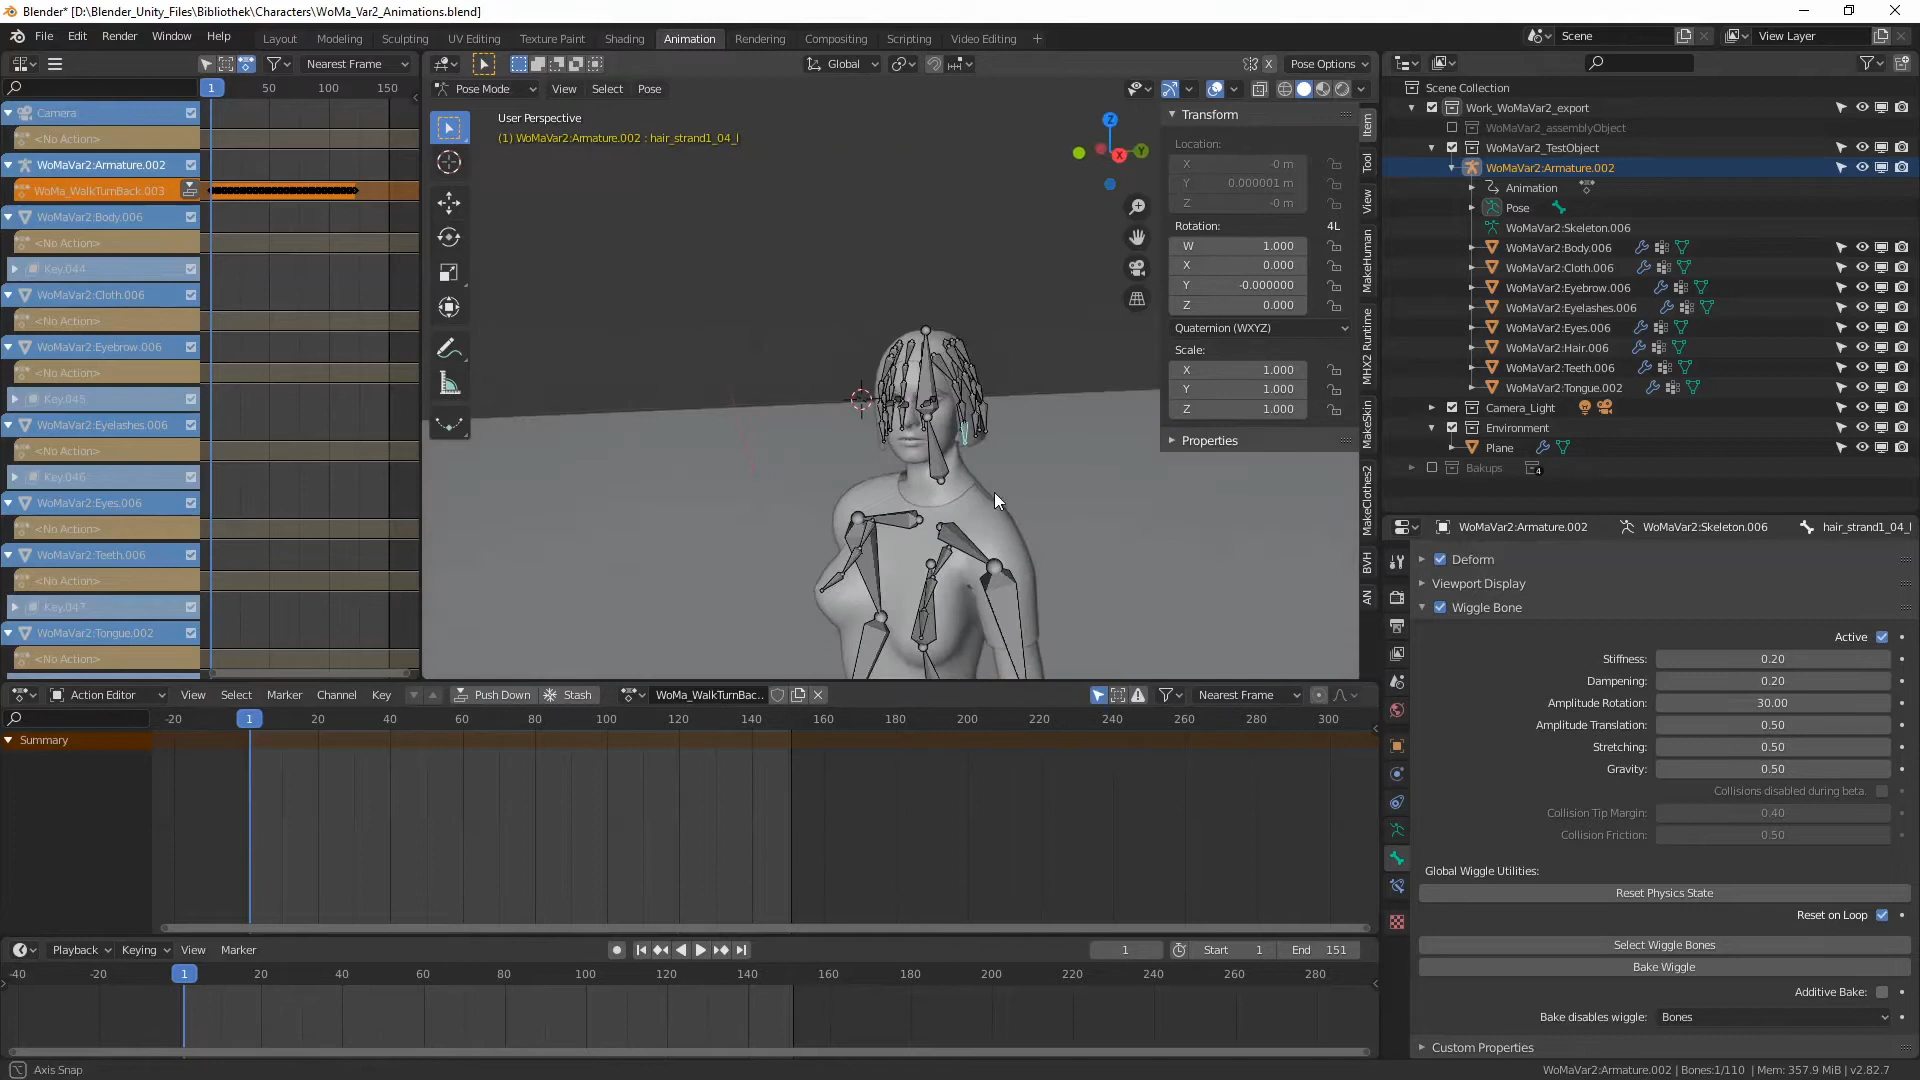 Blender* [D:\Blender_Unity_Files\Bibliothek\Characters\WoMa_Var2_Animations.blend]
File Edit Render Window Help Layout Modeling Sculpting UV Editing Texture Paint Shading Animation Rendering Compositing Scripting Video Editing Scene View Layer
Nearest Frame
1 50 100 150
Camera
<No Action>
WoMaVar2:Armature.002
WoMa_WalkTurnBack.003
WoMaVar2:Body.006
<No Action>
Key.044
WoMaVar2:Cloth.006
<No Action>
WoMaVar2:Eyebrow.006
<No Action>
Key.045
WoMaVar2:Eyelashes.006
<No Action>
Key.046
WoMaVar2:Eyes.006
<No Action>
WoMaVar2:Teeth.006
<No Action>
Key.047
WoMaVar2:Tongue.002
<No Action>
Global Pose Options
X
Pose Mode View Select Pose
User Perspective
(1) WoMaVar2:Armature.002 : hair_strand1_04_l
Z
Y
X
Transform
Location:
X -0 m
Y 0.000001 m
Z -0 m
Rotation: 4L
W 1.000
X 0.000
Y -0.000000
Z 0.000
Quaternion (WXYZ)
Scale:
X 1.000
Y 1.000
Z 1.000
Properties
Item
Tool
View
MakeHuman
MHX2 Runtime
MakeSkin
MakeClothes2
BVH
AN
Scene Collection
Work_WoMaVar2_export
WoMaVar2_assemblyObject
WoMaVar2_TestObject
WoMaVar2:Armature.002
Animation
Pose
WoMaVar2:Skeleton.006
WoMaVar2:Body.006
WoMaVar2:Cloth.006
WoMaVar2:Eyebrow.006
WoMaVar2:Eyelashes.006
WoMaVar2:Eyes.006
WoMaVar2:Hair.006
WoMaVar2:Teeth.006
WoMaVar2:Tongue.002
Camera_Light
Environment
Plane
Bakups 4
WoMaVar2:Armature.002 WoMaVar2:Skeleton.006 hair_strand1_04_l
Deform
Viewport Display
Wiggle Bone
Active
Stiffness: 0.20
Dampening: 0.20
Amplitude Rotation: 30.00
Amplitude Translation: 0.50
Stretching: 0.50
Gravity: 0.50
Collisions disabled during beta.
Collision Tip Margin: 0.40
Collision Friction: 0.50
Global Wiggle Utilities:
Reset Physics State
Reset on Loop
Select Wiggle Bones
Bake Wiggle
Additive Bake:
Bake disables wiggle: Bones
Custom Properties
Action Editor View Select Marker Channel Key Push Down Stash WoMa_WalkTurnBac.. Nearest Frame
-20 1 20 40 60 80 100 120 140 160 180 200 220 240 260 280 300
Summary
Playback Keying View Marker 1 Start 1 End 151
-40 -20 1 20 40 60 80 100 120 140 160 180 200 220 240 260 280
Axis Snap
WoMaVar2:Armature.002 | Bones:1/110 | Mem: 357.9 MiB | v2.82.7